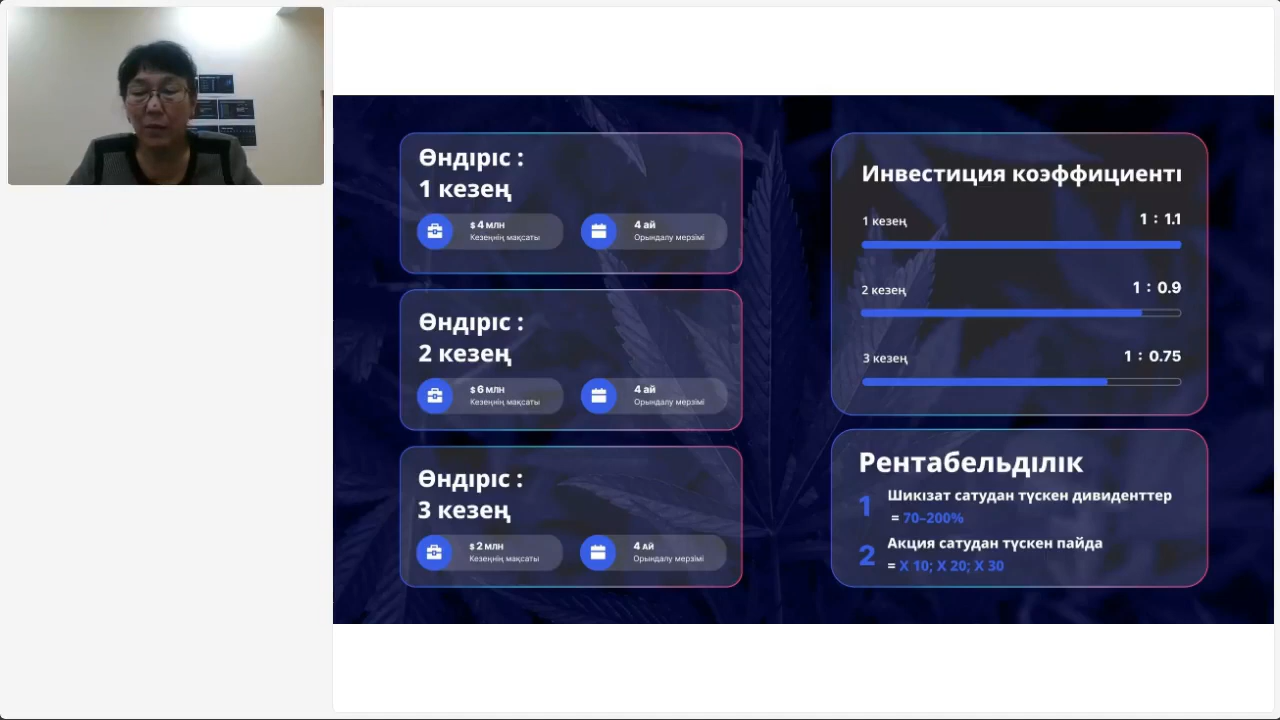 Өндіріс :
1 кезең
$ 4 млн
Кезеңнің мақсаты
4 ай
Орындалу мерзімі
Өндіріс :
2 кезең
$ 6 млн
Кезеңнің мақсаты
4 ай
Орындалу мерзімі
Өндіріс :
3 кезең
$ 2 млн
Кезеңнің мақсаты
4 АЙ
Орындалу мерзімі
Инвестиция коэффициенті
1 кезең 1 : 1.1
2 кезең 1 : 0.9
3 кезең 1 : 0.75
Рентабельділік
1 Шикізат сатудан түскен дивиденттер
= 70–200%
2 Акция сатудан түскен пайда
= X 10; X 20; X 30